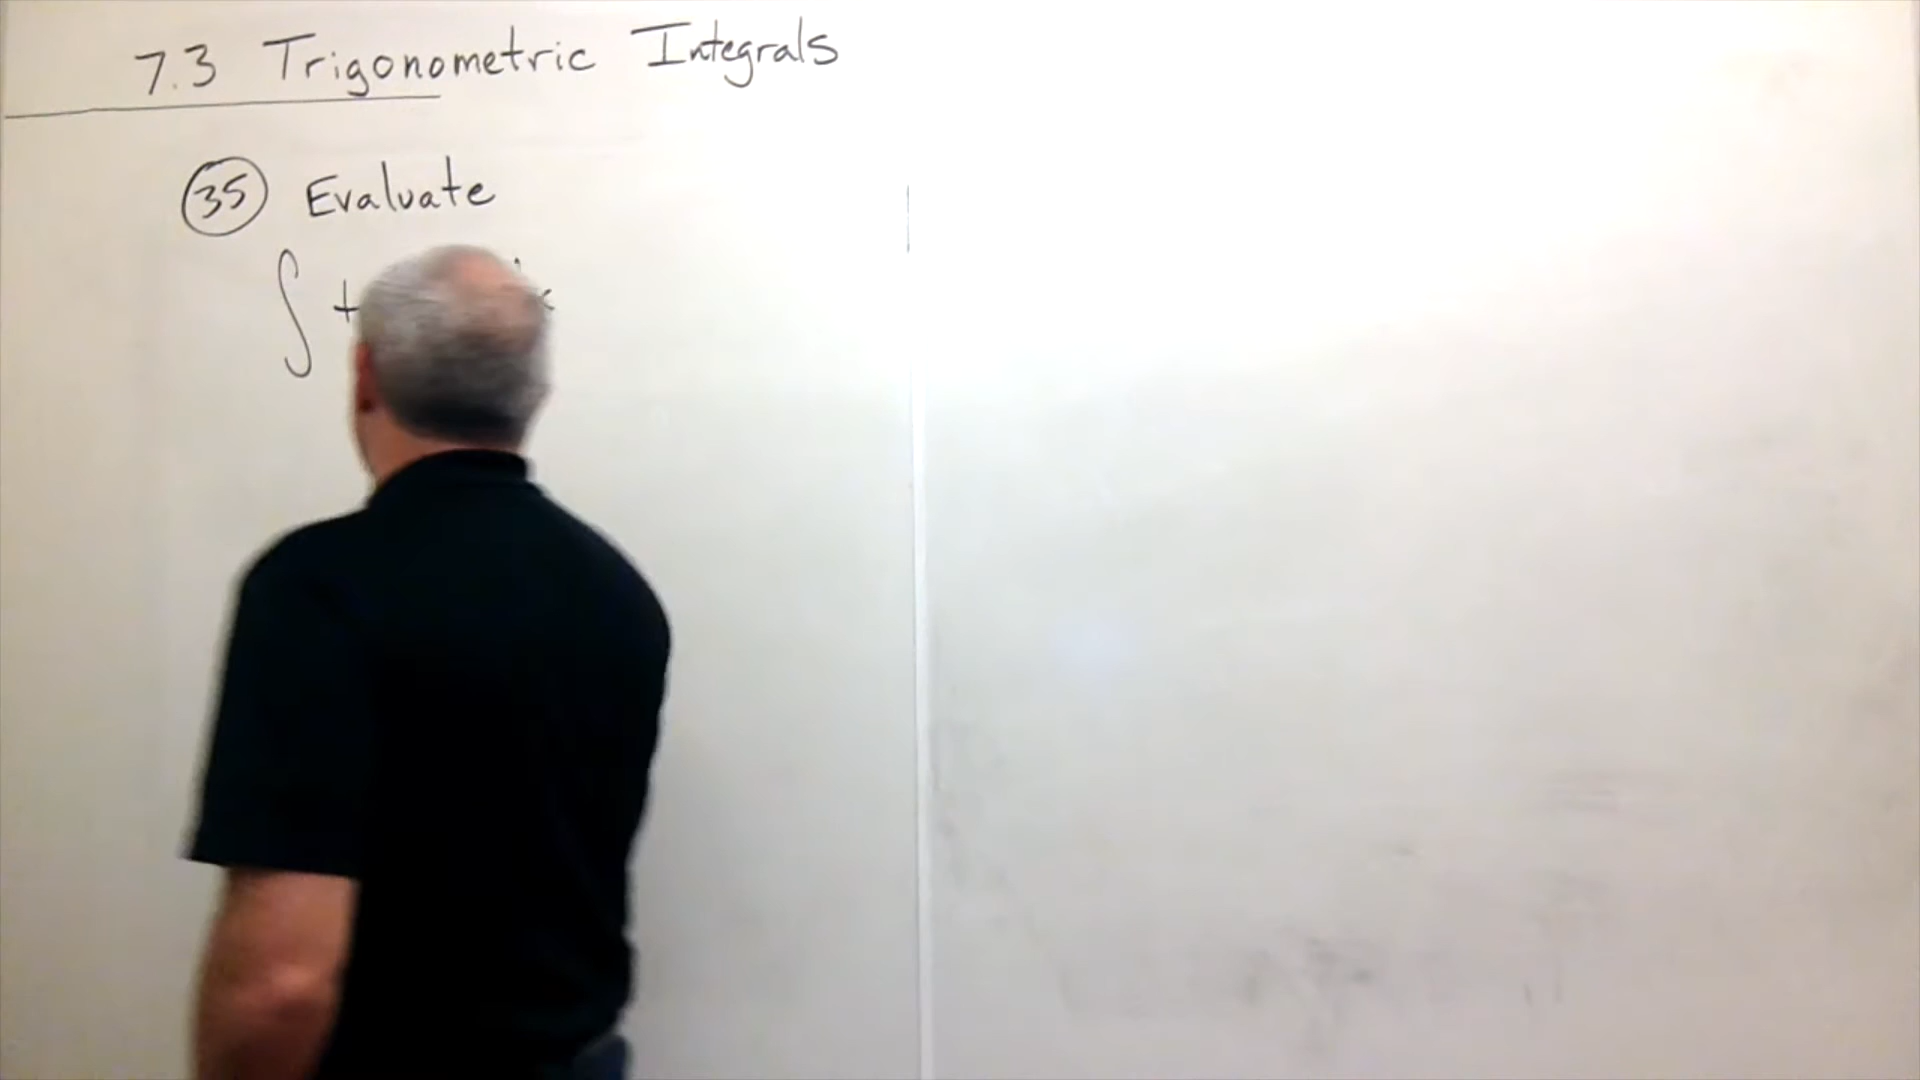 7.3 Trigonometric Integrals
35 Evaluate
∫